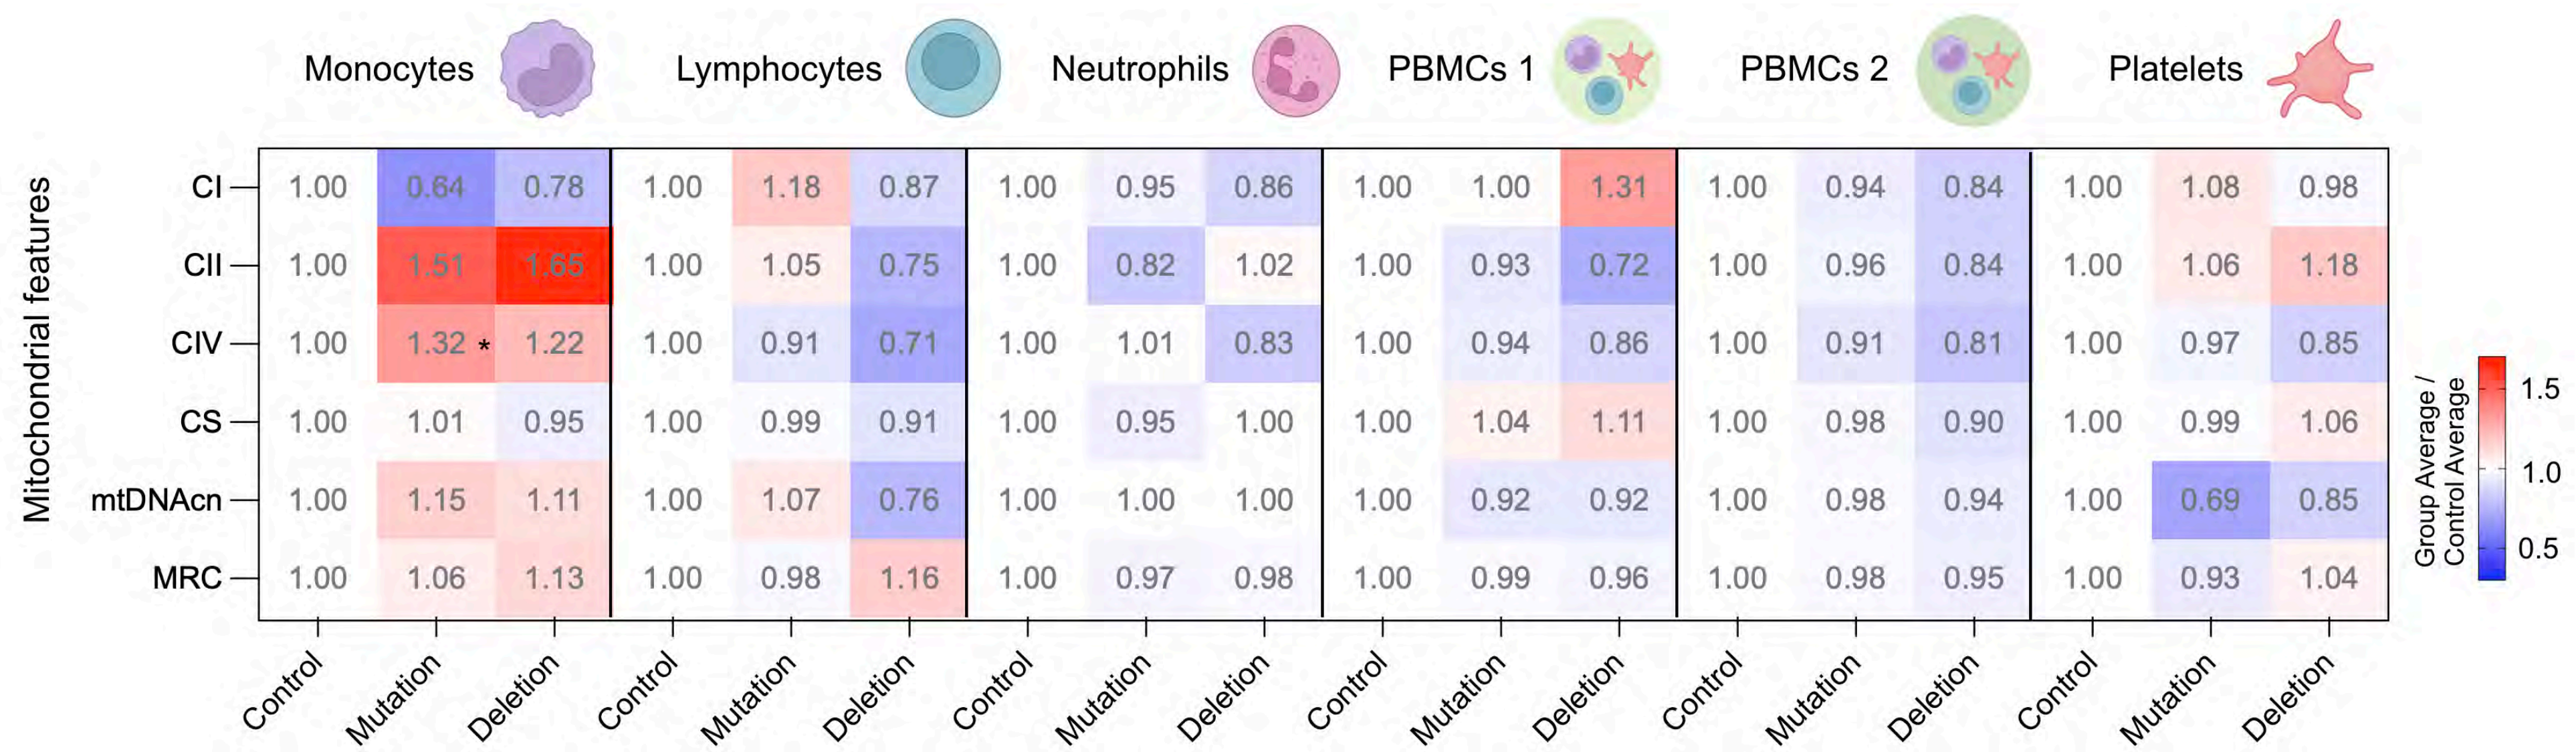 Monocytes Lymphocytes Neutrophils PBMCs 1 PBMCs 2 Platelets
Mitochondrial features
CI 1.00 0.64 0.78 1.00 1.18 0.87 1.00 0.95 0.86 1.00 1.00 1.31 1.00 0.94 0.84 1.00 1.08 0.98
CII 1.00 1.51 1.65 1.00 1.05 0.75 1.00 0.82 1.02 1.00 0.93 0.72 1.00 0.96 0.84 1.00 1.06 1.18
CIV 1.00 1.32 * 1.22 1.00 0.91 0.71 1.00 1.01 0.83 1.00 0.94 0.86 1.00 0.91 0.81 1.00 0.97 0.85
CS 1.00 1.01 0.95 1.00 0.99 0.91 1.00 0.95 1.00 1.00 1.04 1.11 1.00 0.98 0.90 1.00 0.99 1.06
mtDNAcn 1.00 1.15 1.11 1.00 1.07 0.76 1.00 1.00 1.00 1.00 0.92 0.92 1.00 0.98 0.94 1.00 0.69 0.85
MRC 1.00 1.06 1.13 1.00 0.98 1.16 1.00 0.97 0.98 1.00 0.99 0.96 1.00 0.98 0.95 1.00 0.93 1.04
Control Mutation Deletion Control Mutation Deletion Control Mutation Deletion Control Mutation Deletion Control Mutation Deletion Control Mutation Deletion
Group Average /
Control Average
1.5
1.0
0.5